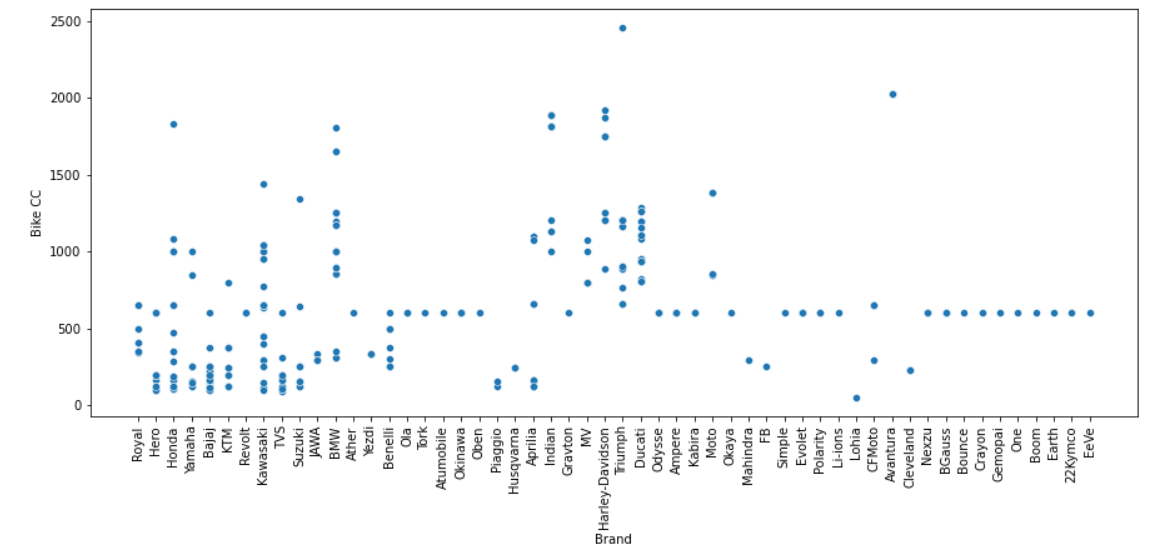 2500
2000
1500
1000
500
0
Bike CC
Royal
Hero
Honda
Yamaha
Bajaj
KTM
Revolt
Kawasaki
TVS
Suzuki
JAWA
BMW
Ather
Yezdi
Benelli
Ola
Tork
Atumobile
Okinawa
Oben
Piaggio
Husqvarna
Aprilia
Indian
Gravton
MV
Harley-Davidson
Triumph
Ducati
Odysse
Ampere
Kabira
Moto
Okaya
Mahindra
FB
Simple
Evolet
Polarity
Li-ions
Lohia
CFMoto
Avantura
Cleveland
Nexzu
BGauss
Bounce
Crayon
Gemopai
One
Boom
Earth
22Kymco
EeVe
Brand